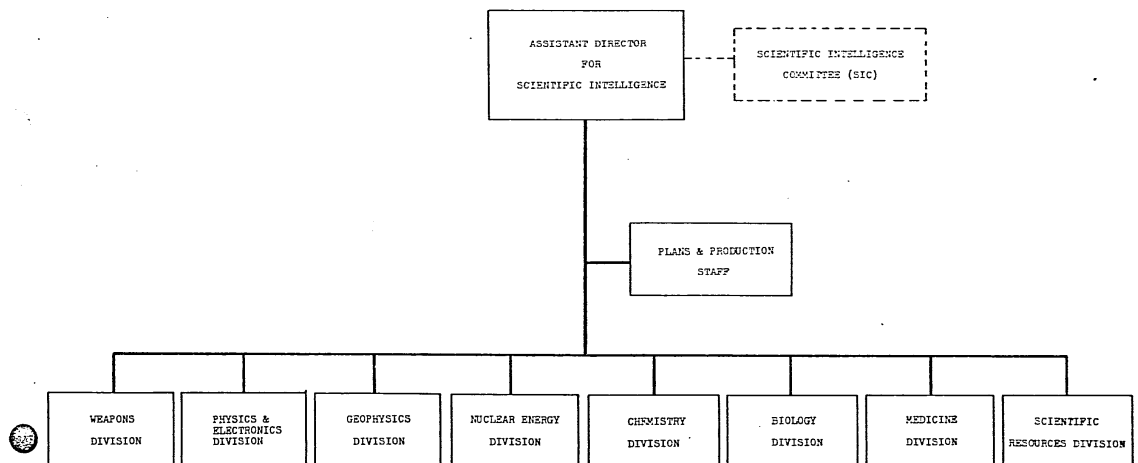 ASSISTANT DIRECTOR
FOR
SCIENTIFIC INTELLIGENCE
SCIENTIFIC INTELLIGENCE
COMMITTEE (SIC)
PLANS & PRODUCTION
STAFF
WEAPONS
DIVISION
PHYSICS &
ELECTRONICS
DIVISION
GEOPHYSICS
DIVISION
NUCLEAR ENERGY
DIVISION
CHEMISTRY
DIVISION
BIOLOGY
DIVISION
MEDICINE
DIVISION
SCIENTIFIC
RESOURCES DIVISION